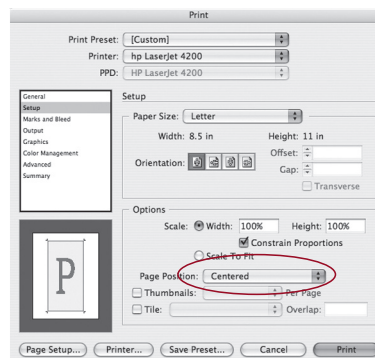 Print
Print Preset: [Custom]
Printer: hp LaserJet 4200
PPD: HP LaserJet 4200
General
Setup
Marks and Bleed
Output
Graphics
Color Management
Advanced
Summary
Setup
Paper Size: Letter
Width: 8.5 in Height: 11 in
Orientation: Offset:
Gap:
Transverse
Options
Scale: Width: 100% Height: 100%
Constrain Proportions
Scale To Fit
Page Position: Centered
Thumbnails: Per Page
Tile: Overlap:
P
Page Setup... Printer... Save Preset... Cancel Print